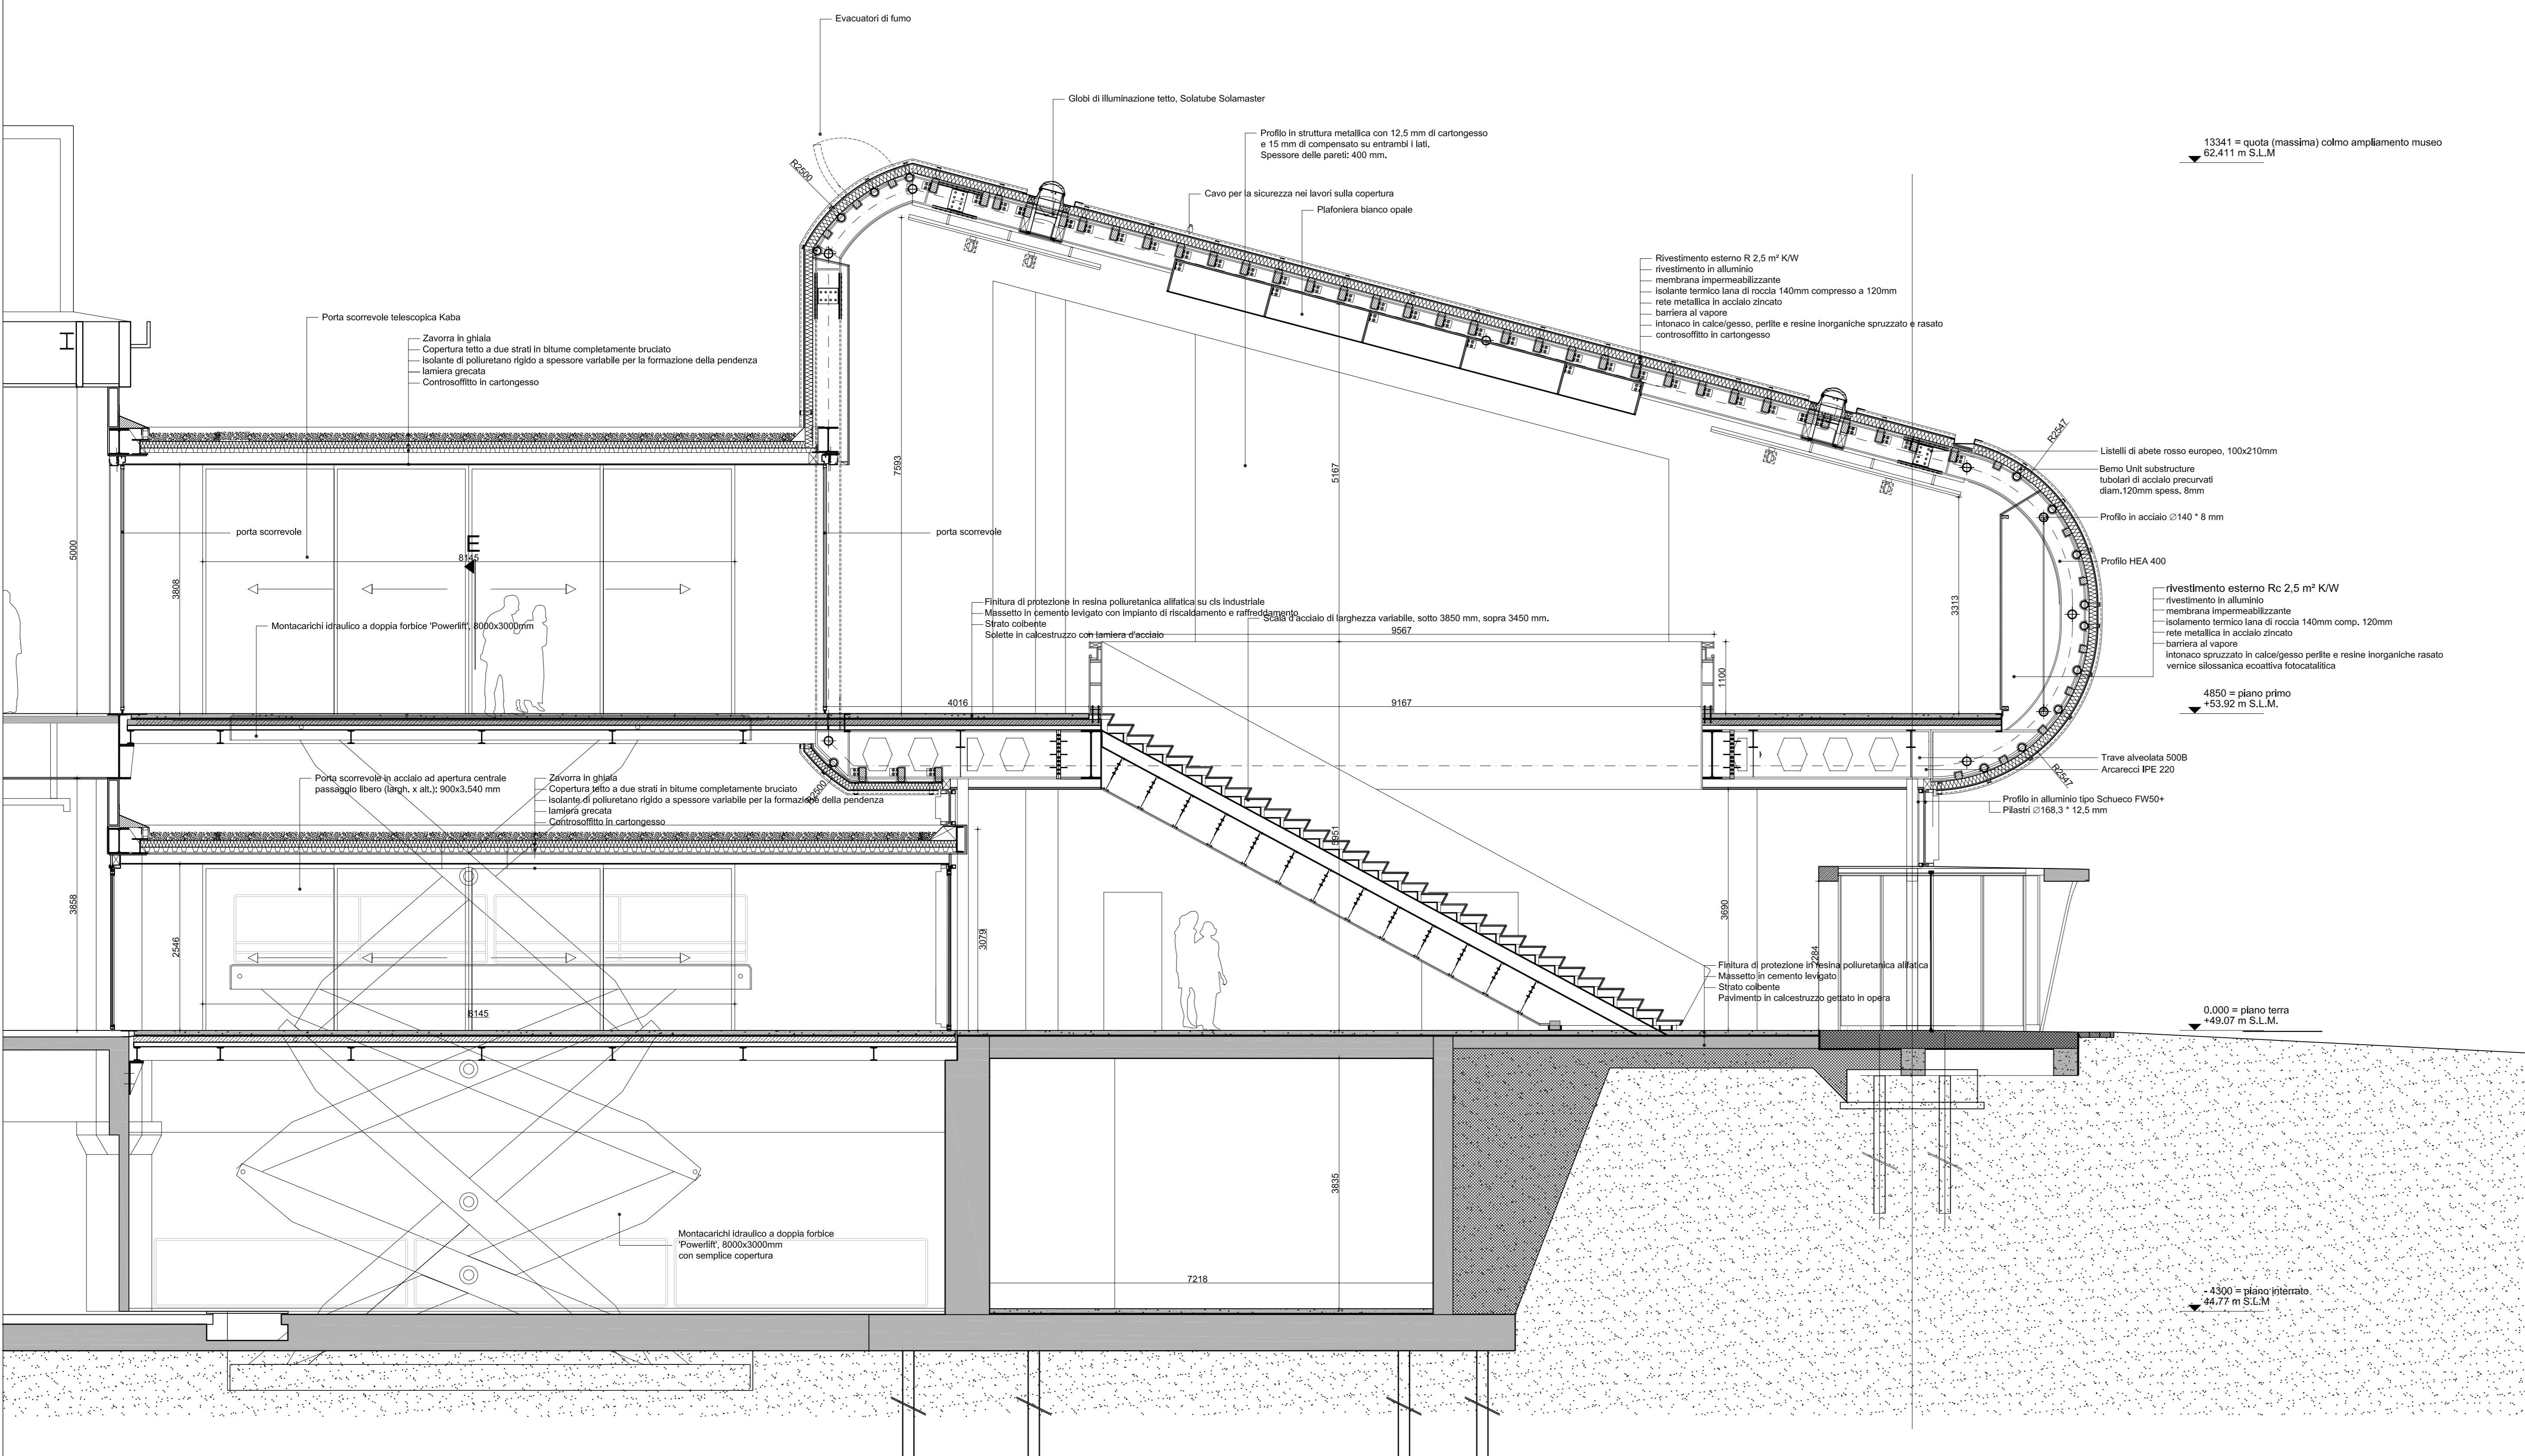 Evacuatori di fumo
Globi di illuminazione tetto, Solatube Solamaster
Profilo in struttura metallica con 12,5 mm di cartongesso
e 15 mm di compensato su entrambi i lati.
Spessore delle pareti: 400 mm.
13341 = quota (massima) colmo ampliamento museo
62.411 m S.L.M
R2500
Cavo per la sicurezza nei lavori sulla copertura
Plafoniera bianco opale
Rivestimento esterno R 2,5 m² K/W
rivestimento in alluminio
membrana impermeabilizzante
isolante termico lana di roccia 140mm compresso a 120mm
rete metallica in acciaio zincato
barriera al vapore
intonaco in calce/gesso, perlite e resine inorganiche spruzzato e rasato
controsoffitto in cartongesso
Porta scorrevole telescopica Kaba
Zavorra in ghiaia
Copertura tetto a due strati in bitume completamente bruciato
isolante di poliuretano rigido a spessore variabile per la formazione della pendenza
lamiera grecata
Controsoffitto in cartongesso
R2547
Listelli di abete rosso europeo, 100x210mm
Bemo Unit substructure
tubolari di acciaio precurvati
diam.120mm spess. 8mm
Profilo in acciaio ∅140 * 8 mm
Profilo HEA 400
7593
5167
porta scorrevole
porta scorrevole
E
8145
5000
3808
3313
rivestimento esterno Rc 2,5 m² K/W
rivestimento in alluminio
membrana impermeabilizzante
isolamento termico lana di roccia 140mm comp. 120mm
rete metallica in acciaio zincato
barriera al vapore
intonaco spruzzato in calce/gesso perlite e resine inorganiche rasato
vernice silossanica ecoattiva fotocatalitica
Finitura di protezione in resina poliuretanica alifatica su cls industriale
Massetto in cemento levigato con impianto di riscaldamento e raffreddamento
Strato coibente
Solette in calcestruzzo con lamiera d'acciaio
Scala d'acciaio di larghezza variabile, sotto 3850 mm, sopra 3450 mm.
Montacarichi idraulico a doppia forbice 'Powerlift', 8000x3000mm
9567
1100
4016
9167
4850 = piano primo
+53.92 m S.L.M.
Trave alveolata 500B
Arcarecci IPE 220
R2547
Profilo in alluminio tipo Schueco FW50+
Pilastri ∅168,3 * 12,5 mm
Porta scorrevole in acciaio ad apertura centrale
passaggio libero (largh. x alt.): 900x3.540 mm
Zavorra in ghiaia
Copertura tetto a due strati in bitume completamente bruciato
isolante di poliuretano rigido a spessore variabile per la formazione della pendenza
lamiera grecata
Controsoffitto in cartongesso
R2500
5951
3858
2546
3079
3690
2284
8145
Finitura di protezione in resina poliuretanica alifatica
Massetto in cemento levigato
Strato coibente
Pavimento in calcestruzzo gettato in opera
0.000 = piano terra
+49.07 m S.L.M.
3835
Montacarichi idraulico a doppia forbice
'Powerlift', 8000x3000mm
con semplice copertura
7218
- 4300 = piano interrato
44.77 m S.L.M